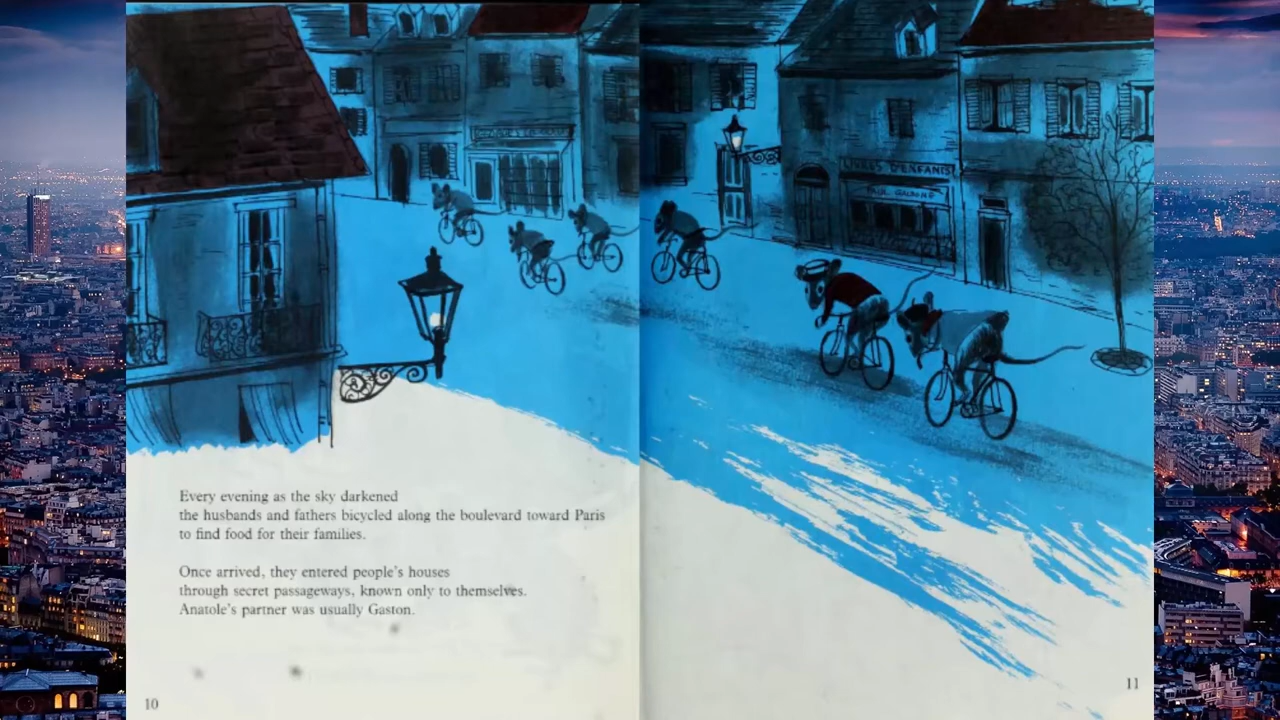 LIVRES D'ENFANTS
PAUL GALDONE
Every evening as the sky darkened
the husbands and fathers bicycled along the boulevard toward Paris
to find food for their families.
Once arrived, they entered people's houses
through secret passageways, known only to themselves.
Anatole's partner was usually Gaston.
10
11